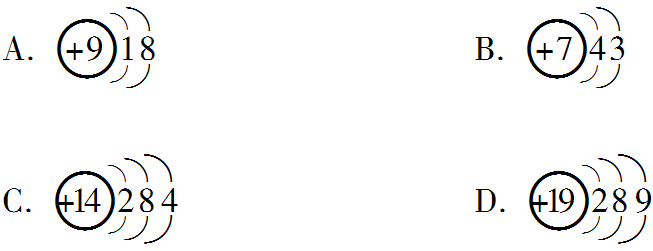 A. +9 1 8
B. +7 4 3
C. +14 2 8 4
D. +19 2 8 9